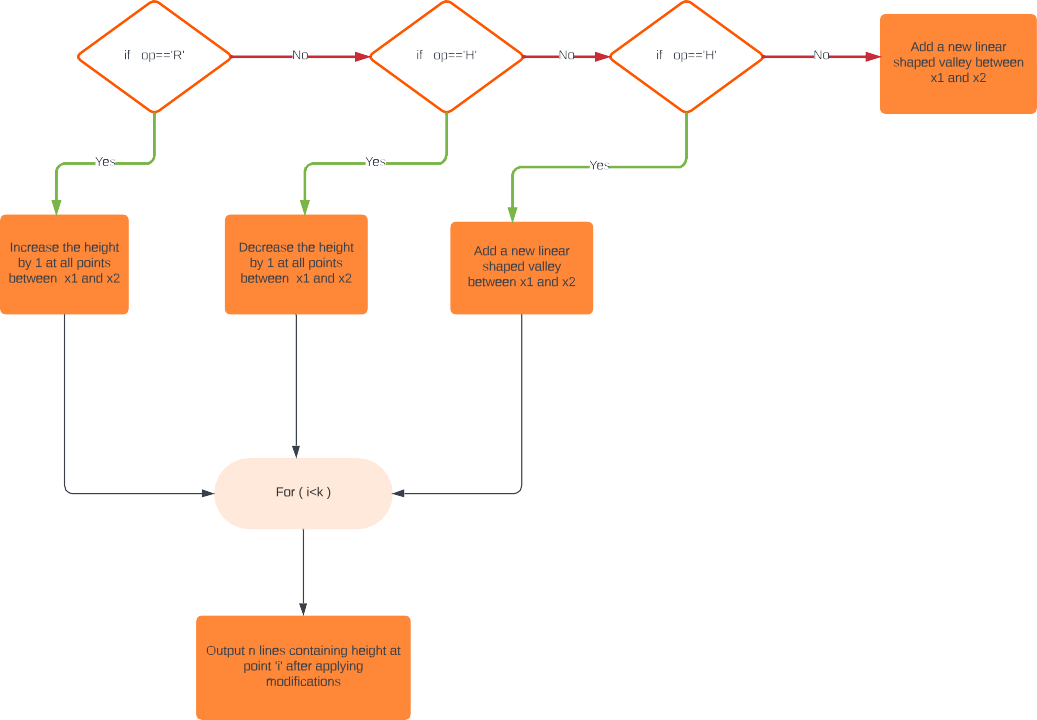 if op=='R'
No
if op=='H'
No
if op=='H'
No
Add a new linear
shaped valley between
x1 and x2
Yes
Yes
Yes
Increase the height
by 1 at all points
between x1 and x2
Decrease the height
by 1 at all points
between x1 and x2
Add a new linear
shaped valley
between x1 and x2
For ( i<k )
Output n lines containing height at
point 'i' after applying
modifications